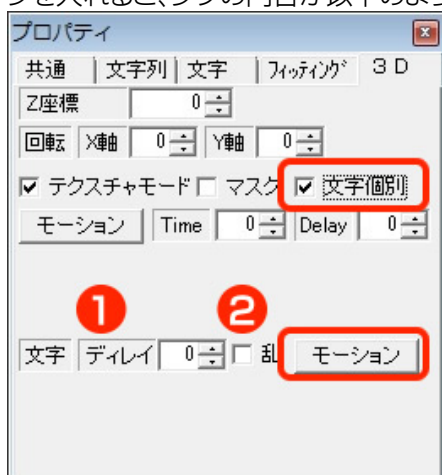 プロパティ
共通 文字列 文字 フィッティング 3D
Z座標 0
回転 X軸 0 Y軸 0
テクスチャモード マスク 文字個別
モーション Time 0 Delay 0
1 2
文字 ディレイ 0 乱 モーション